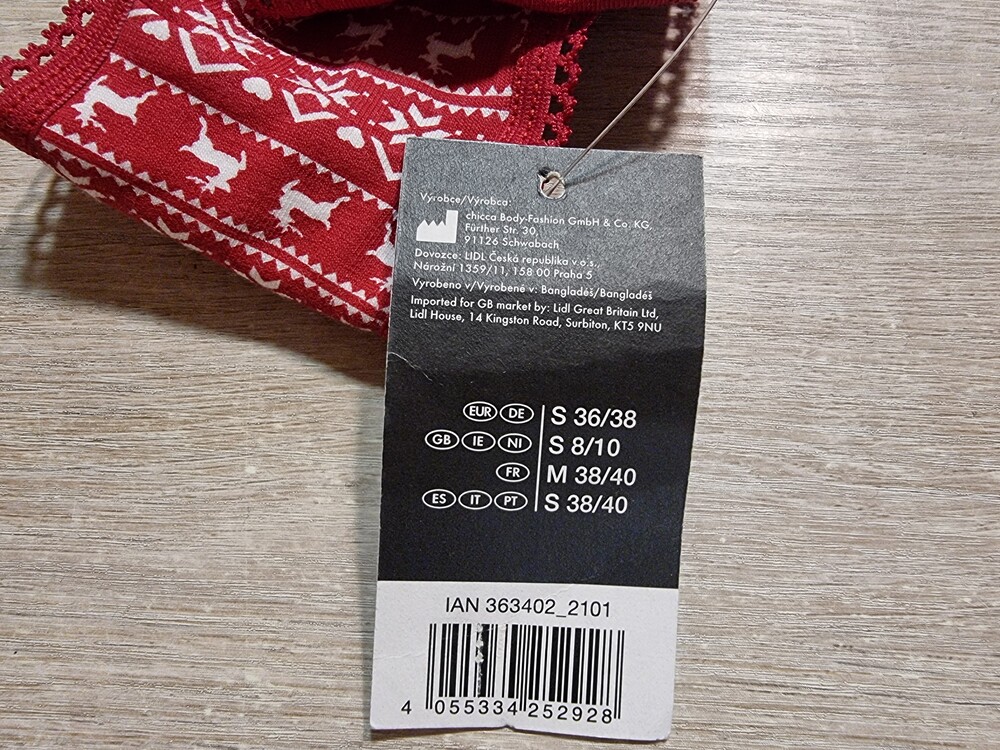 Výrobce/Výrobca:
chicca Body-Fashion GmbH & Co. KG,
Fürther Str. 30,
91126 Schwabach
Dovozce: LIDL Česká republika v.o.s.,
Nárožní 1359/11, 158 00 Praha 5
Vyrobeno v/Vyrobené v: Bangladéš/Bangladéš
Imported for GB market by: Lidl Great Britain Ltd,
Lidl House, 14 Kingston Road, Surbiton, KT5 9NU
EUR DE S 36/38
GB IE NI S 8/10
FR M 38/40
ES IT PT S 38/40
IAN 363402_2101
4 055334 252928